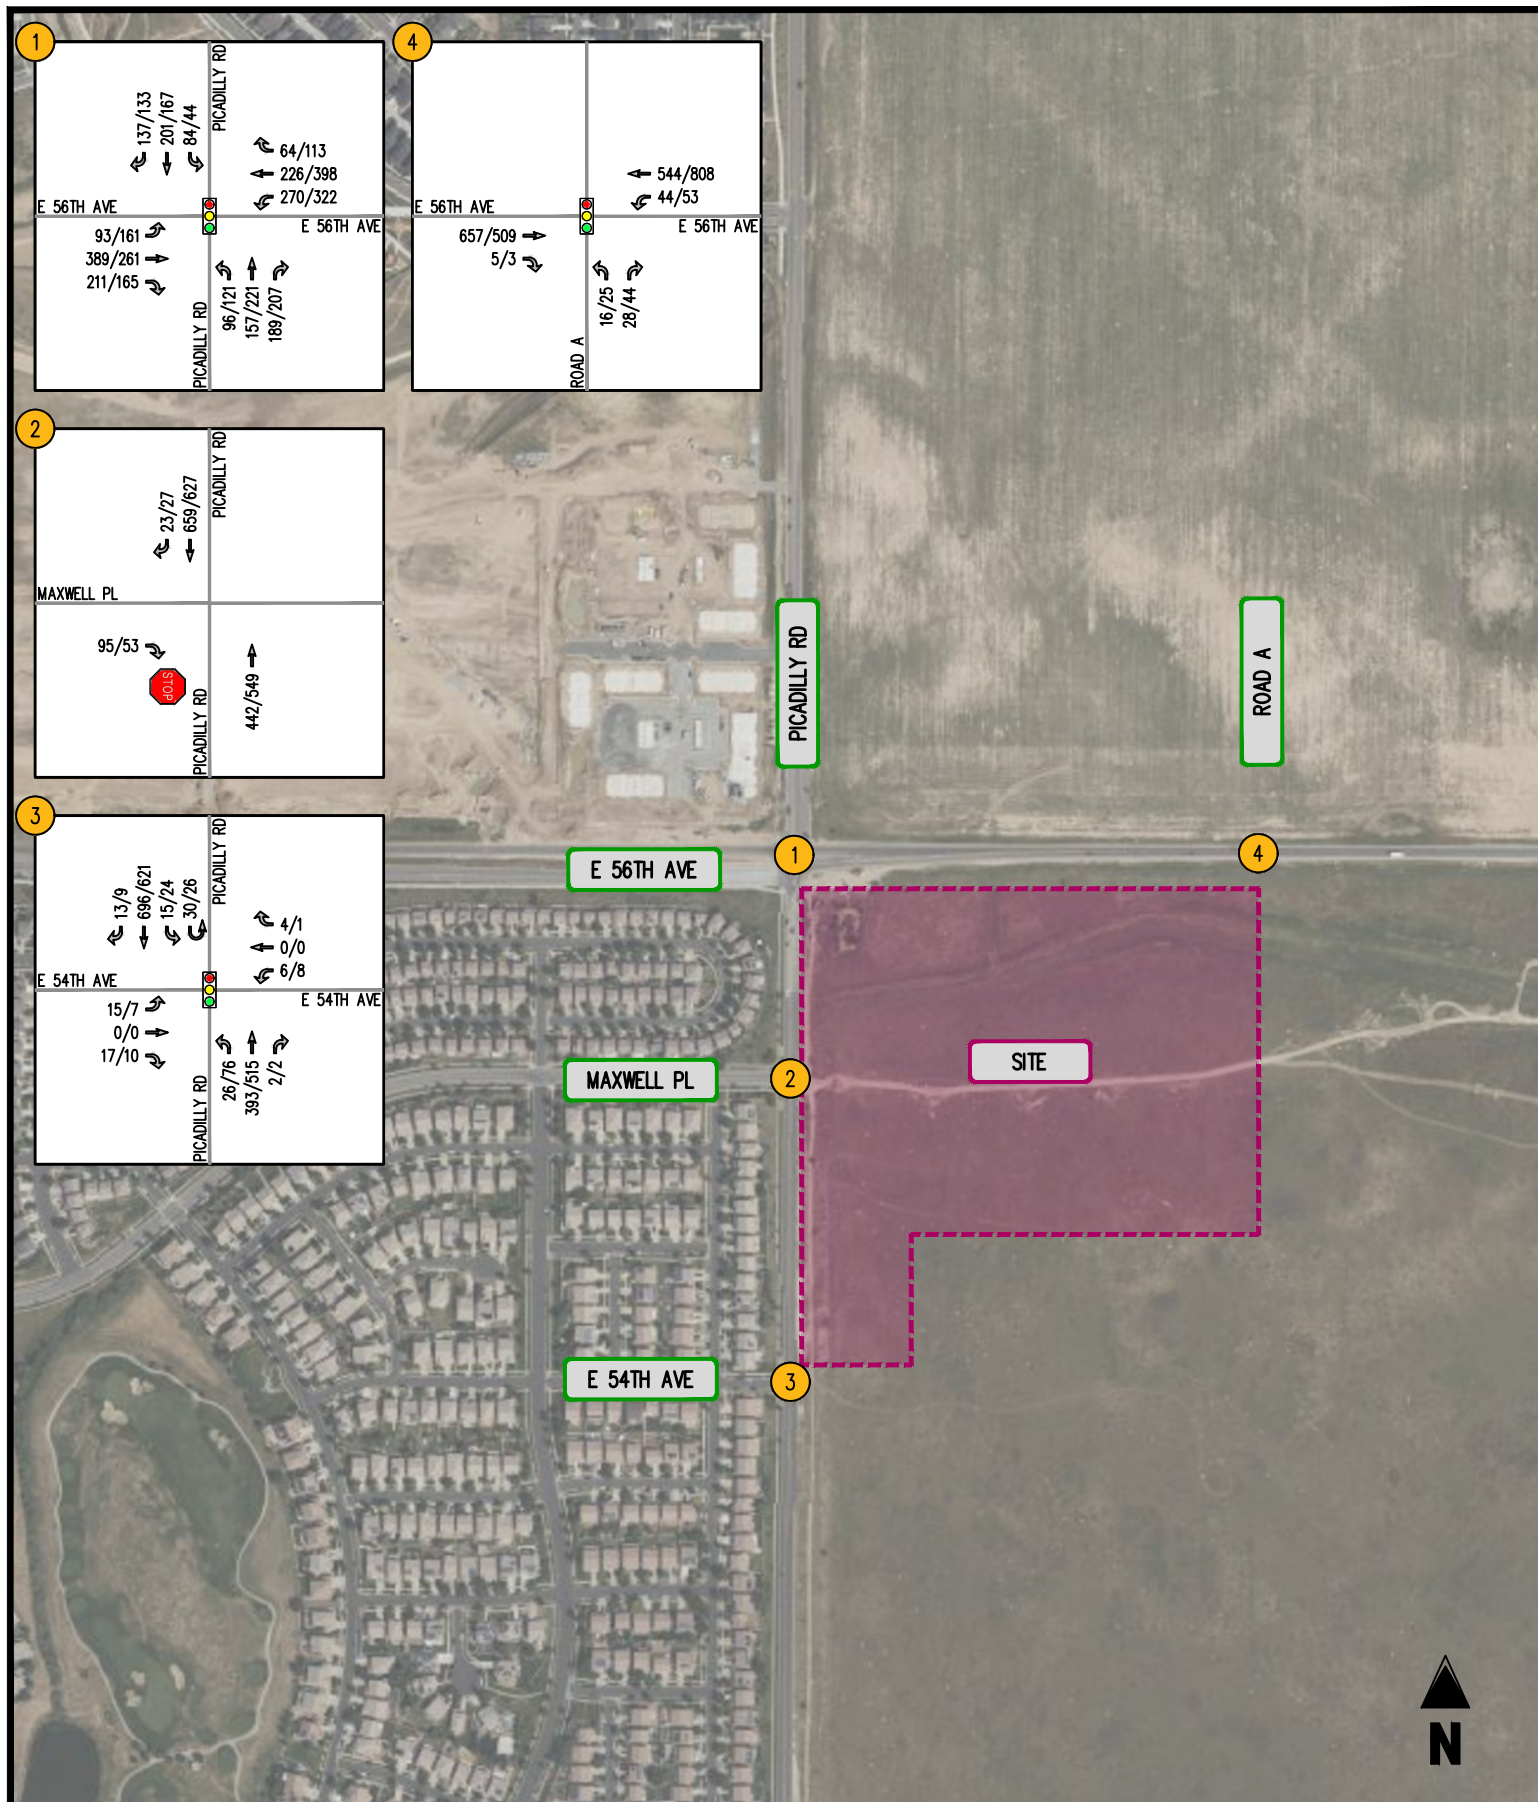 1
PICADILLY RD
137/133
201/167
84/44
64/113
226/398
270/322
E 56TH AVE
E 56TH AVE
93/161
389/261
211/165
96/121
157/221
189/207
PICADILLY RD
4
544/808
44/53
E 56TH AVE
E 56TH AVE
657/509
5/3
16/25
28/44
ROAD A
2
PICADILLY RD
23/27
659/627
MAXWELL PL
95/53
STOP
442/549
PICADILLY RD
3
PICADILLY RD
13/9
696/621
15/24
30/26
4/1
0/0
6/8
E 54TH AVE
E 54TH AVE
15/7
0/0
17/10
26/76
393/515
2/2
PICADILLY RD
PICADILLY RD
ROAD A
1
4
E 56TH AVE
SITE
MAXWELL PL
2
E 54TH AVE
3
N